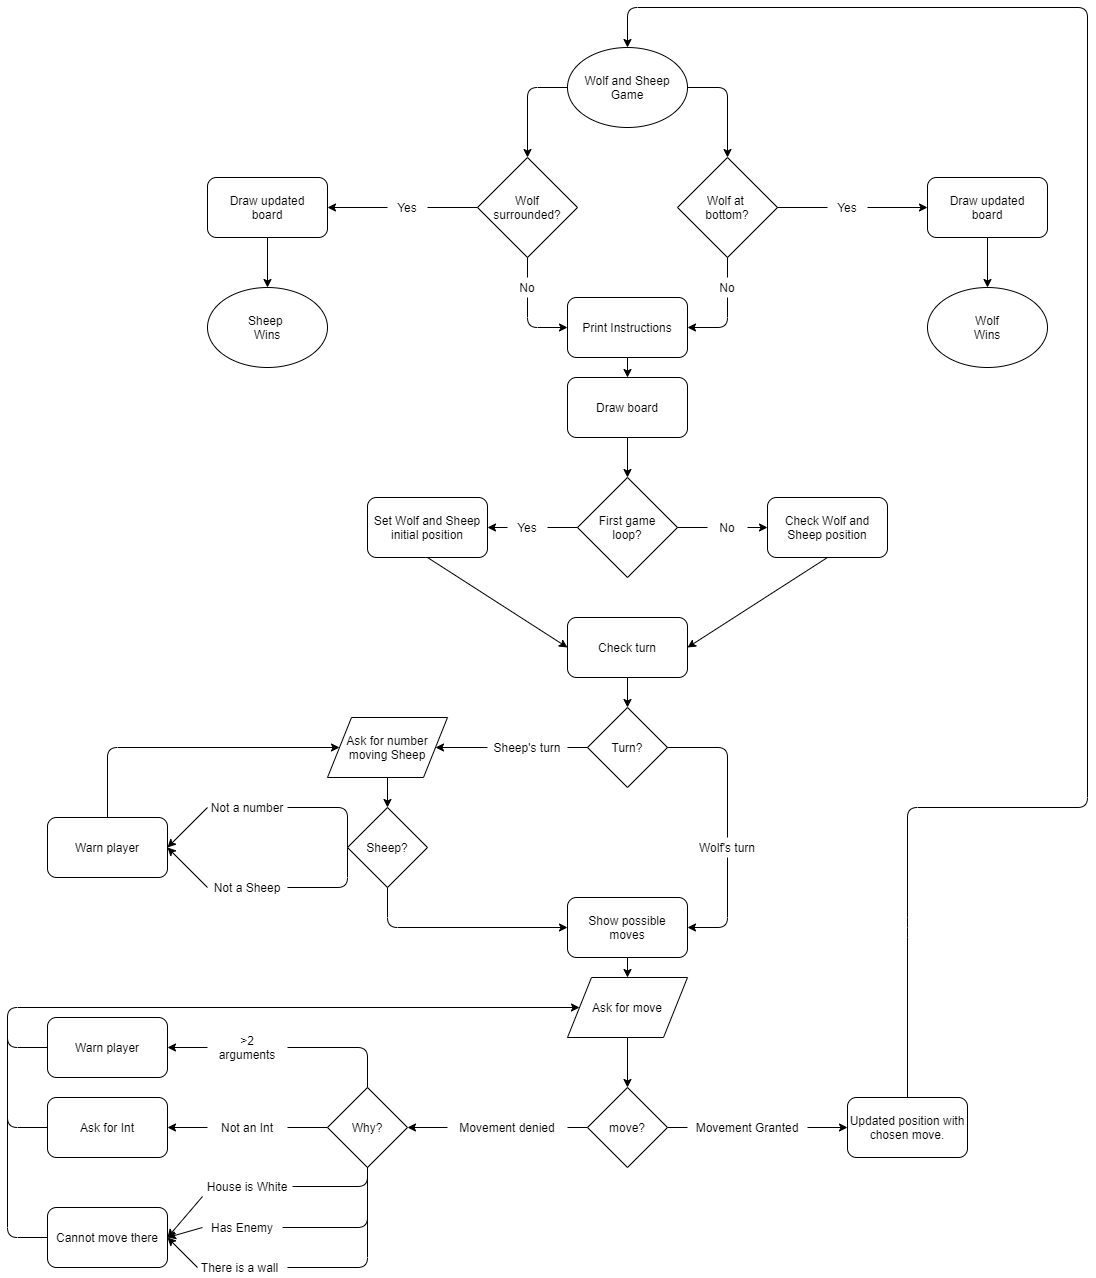 Wolf and Sheep
Game
Draw updated
board
Yes
Wolf
surrounded?
Wolf at
bottom?
Yes
Draw updated
board
No
No
Sheep
Wins
Print Instructions
Wolf
Wins
Draw board
Set Wolf and Sheep
initial position
Yes
First game
loop?
No
Check Wolf and
Sheep position
Check turn
Ask for number
moving Sheep
Sheep's turn
Turn?
Not a number
Warn player
Sheep?
Wolf's turn
Not a Sheep
Show possible
moves
Ask for move
Warn player
>2
arguments
Ask for Int
Not an Int
Why?
Movement denied
move?
Movement Granted
Updated position with
chosen move.
House is White
Cannot move there
Has Enemy
There is a wall